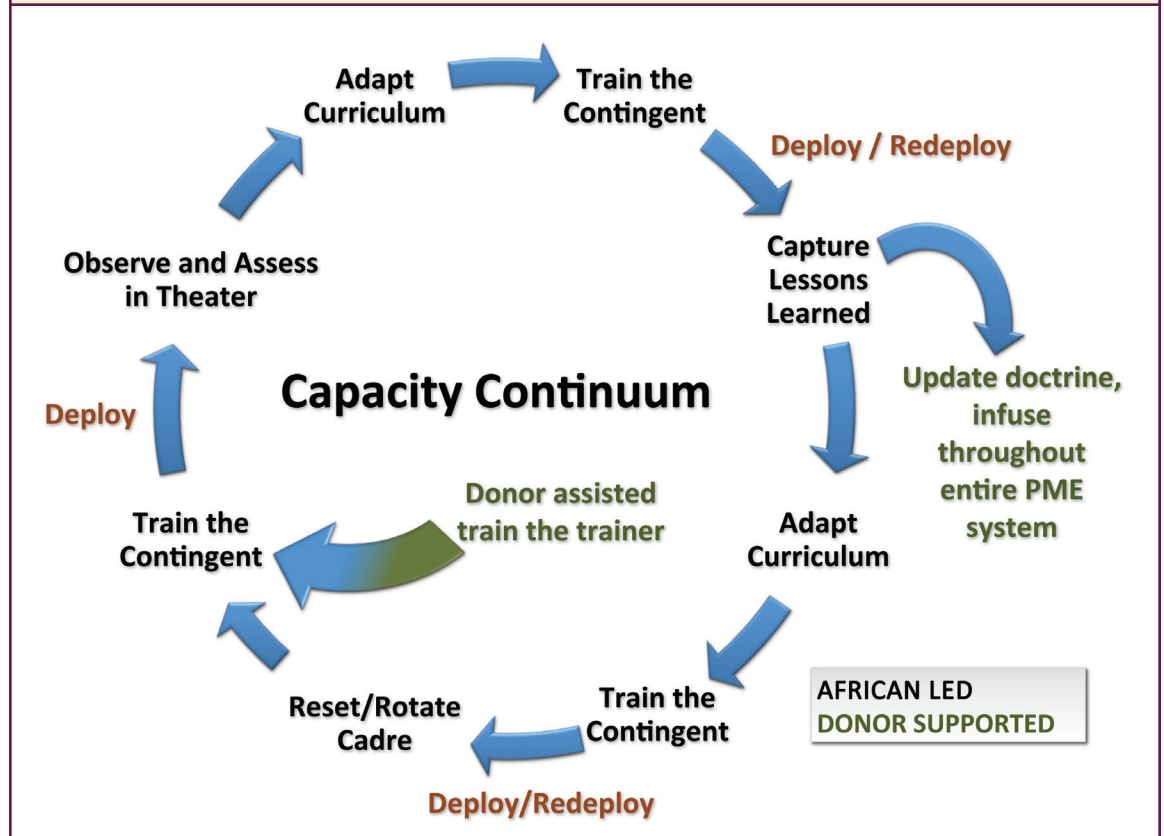 Adapt
Curriculum
Train the
Contingent
Deploy / Redeploy
Capture
Lessons
Learned
Update doctrine,
infuse
throughout
entire PME
system
Adapt
Curriculum
Train the
Contingent
Deploy/Redeploy
Reset/Rotate
Cadre
Train the
Contingent
Donor assisted
train the trainer
Deploy
Observe and Assess
in Theater
Capacity Continuum
AFRICAN LED
DONOR SUPPORTED